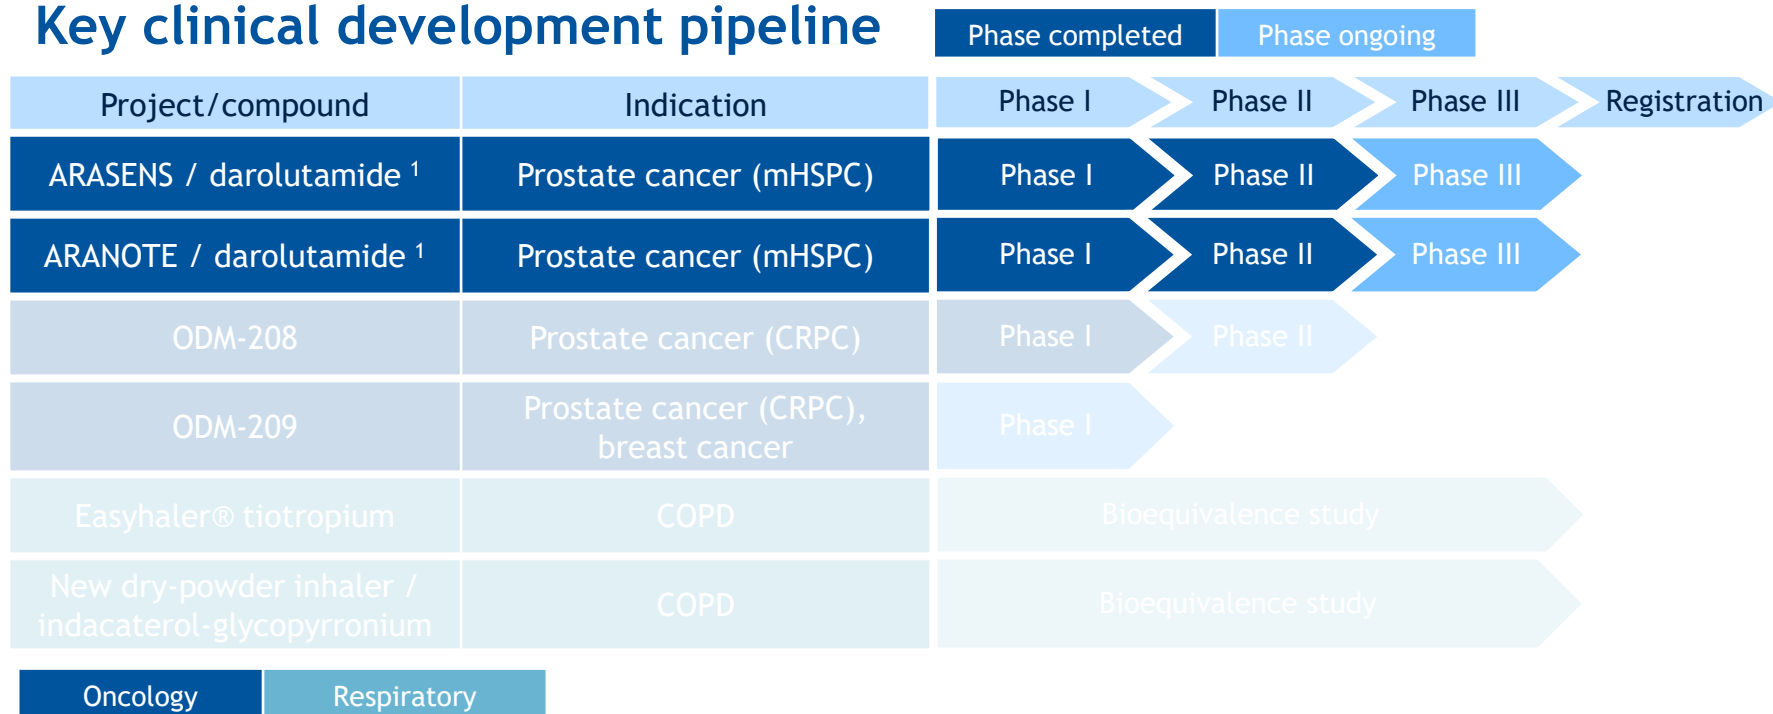 Key clinical development pipeline
Phase completed
Phase ongoing
Project/compound
Indication
Phase I
Phase II
Phase III
Registration
ARASENS / darolutamide ¹
Prostate cancer (mHSPC)
Phase I
Phase II
Phase III
ARANOTE / darolutamide ¹
Prostate cancer (mHSPC)
Phase I
Phase II
Phase III
ODM-208
Prostate cancer (CRPC)
Phase I
Phase II
ODM-209
Prostate cancer (CRPC),
breast cancer
Phase I
Easyhaler® tiotropium
COPD
Bioequivalence study
New dry-powder inhaler /
indacaterol-glycopyrronium
COPD
Bioequivalence study
Oncology
Respiratory